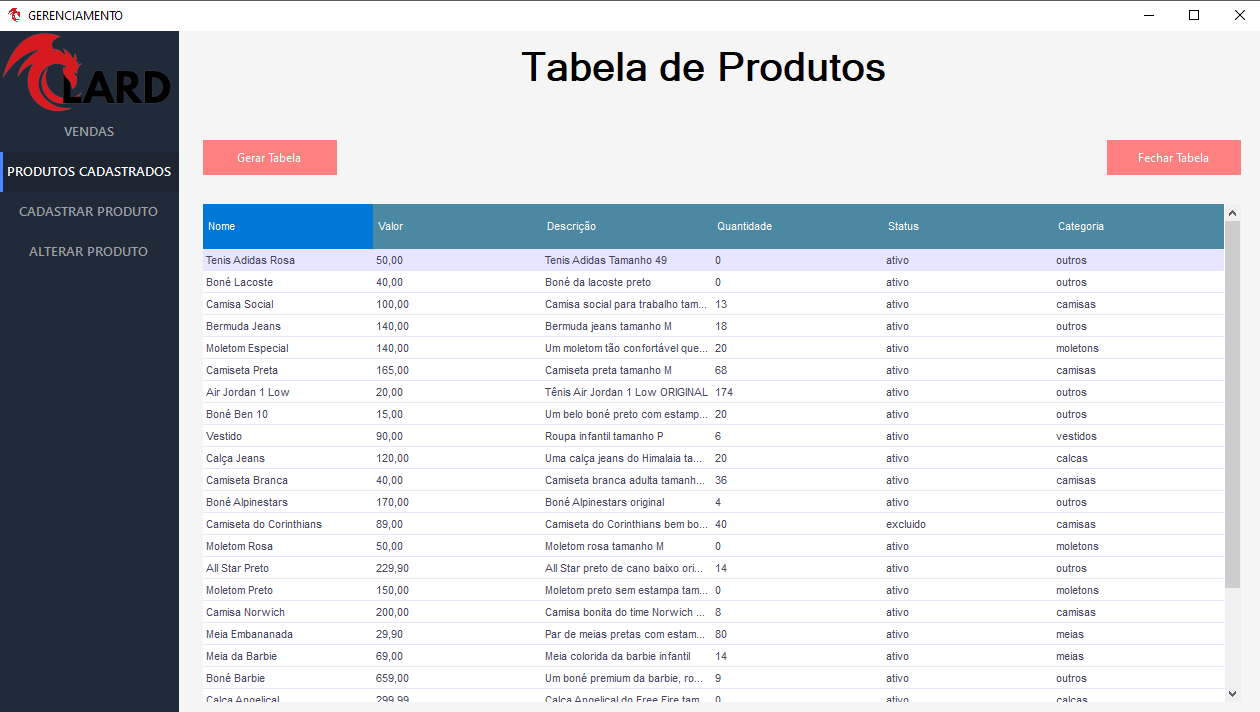 GERENCIAMENTO
LARD
VENDAS
PRODUTOS CADASTRADOS
CADASTRAR PRODUTO
ALTERAR PRODUTO
Tabela de Produtos
Gerar Tabela Fechar Tabela
Nome Valor Descrição Quantidade Status Categoria
Tenis Adidas Rosa 50,00 Tenis Adidas Tamanho 49 0 ativo outros
Boné Lacoste 40,00 Boné da lacoste preto 0 ativo outros
Camisa Social 100,00 Camisa social para trabalho tam... 13 ativo camisas
Bermuda Jeans 140,00 Bermuda jeans tamanho M 18 ativo outros
Moletom Especial 140,00 Um moletom tão confortável que... 20 ativo moletons
Camiseta Preta 165,00 Camiseta preta tamanho M 68 ativo camisas
Air Jordan 1 Low 20,00 Tênis Air Jordan 1 Low ORIGINAL 174 ativo outros
Boné Ben 10 15,00 Um belo boné preto com estamp... 20 ativo outros
Vestido 90,00 Roupa infantil tamanho P 6 ativo vestidos
Calça Jeans 120,00 Uma calça jeans do Himalaia ta... 20 ativo calcas
Camiseta Branca 40,00 Camiseta branca adulta tamanh... 36 ativo camisas
Boné Alpinestars 170,00 Boné Alpinestars original 4 ativo outros
Camiseta do Corinthians 89,00 Camiseta do Corinthians bem bo... 40 excluido camisas
Moletom Rosa 50,00 Moletom rosa tamanho M 0 ativo moletons
All Star Preto 229,90 All Star preto de cano baixo ori... 14 ativo outros
Moletom Preto 150,00 Moletom preto sem estampa tam... 0 ativo moletons
Camisa Norwich 200,00 Camisa bonita do time Norwich ... 8 ativo camisas
Meia Embananada 29,90 Par de meias pretas com estam... 80 ativo meias
Meia da Barbie 69,00 Meia colorida da barbie infantil 14 ativo meias
Boné Barbie 659,00 Um boné premium da barbie, ro... 9 ativo outros
Calça Angelical 299,99 Calça Angelical do Free Fire tam... 0 ativo calcas